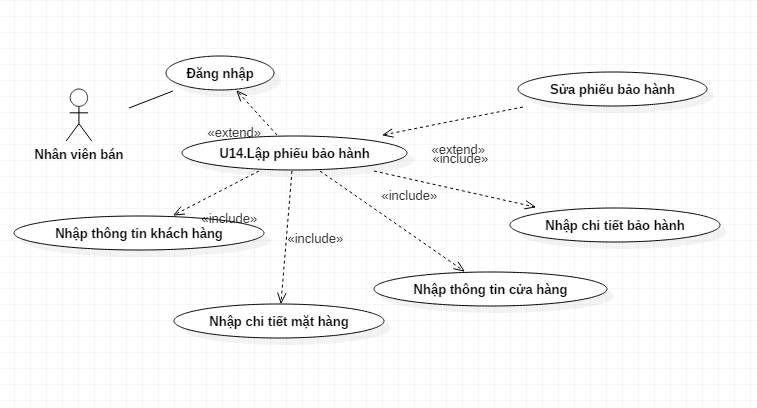 Đăng nhập
Sửa phiếu bảo hành
«extend»
Nhân viên bán
U14.Lập phiếu bảo hành
«extend»
«include»
«include»
«include»
Nhập chi tiết bảo hành
Nhập thông tin khách hàng
«include»
Nhập thông tin cửa hàng
Nhập chi tiết mặt hàng